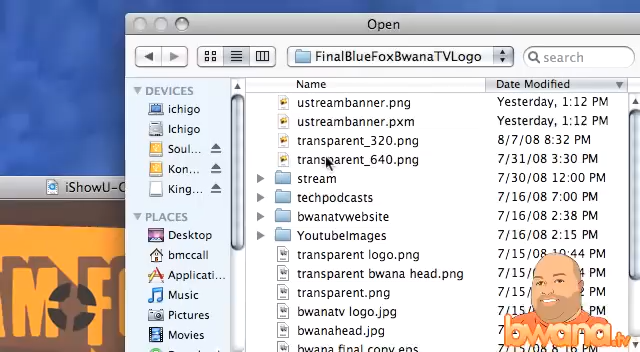 Open
FinalBlueFoxBwanaTVLogo
search
DEVICES
ichigo
Ichigo
Soul...
Kon...
King...
PLACES
Desktop
bmccall
Applicati...
Music
Pictures
Movies
Name Date Modified
ustreambanner.png Yesterday, 1:12 PM
ustreambanner.pxm Yesterday, 1:12 PM
transparent_320.png 8/7/08 8:32 PM
transparent_640.png 7/31/08 3:30 PM
stream 7/30/08 12:00 PM
techpodcasts 7/16/08 7:00 PM
bwanatvwebsite 7/16/08 2:38 PM
YoutubeImages 7/16/08 2:15 PM
transparent logo.png 7/15/08 10:44 PM
transparent bwana head.png 7/15/
transparent.png 7/15/
bwanatv logo.jpg 7/15/
bwanahead.jpg 7/15/
bwana final copy.eps
iShowU-
AM F
bwana.tv